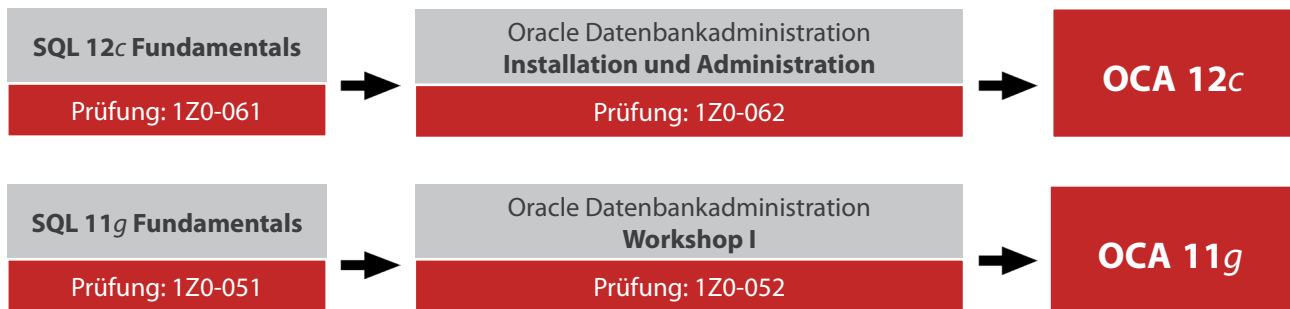 SQL 12c Fundamentals
Prüfung: 1Z0-061
Oracle Datenbankadministration
Installation und Administration
Prüfung: 1Z0-062
OCA 12c
SQL 11g Fundamentals
Prüfung: 1Z0-051
Oracle Datenbankadministration
Workshop I
Prüfung: 1Z0-052
OCA 11g